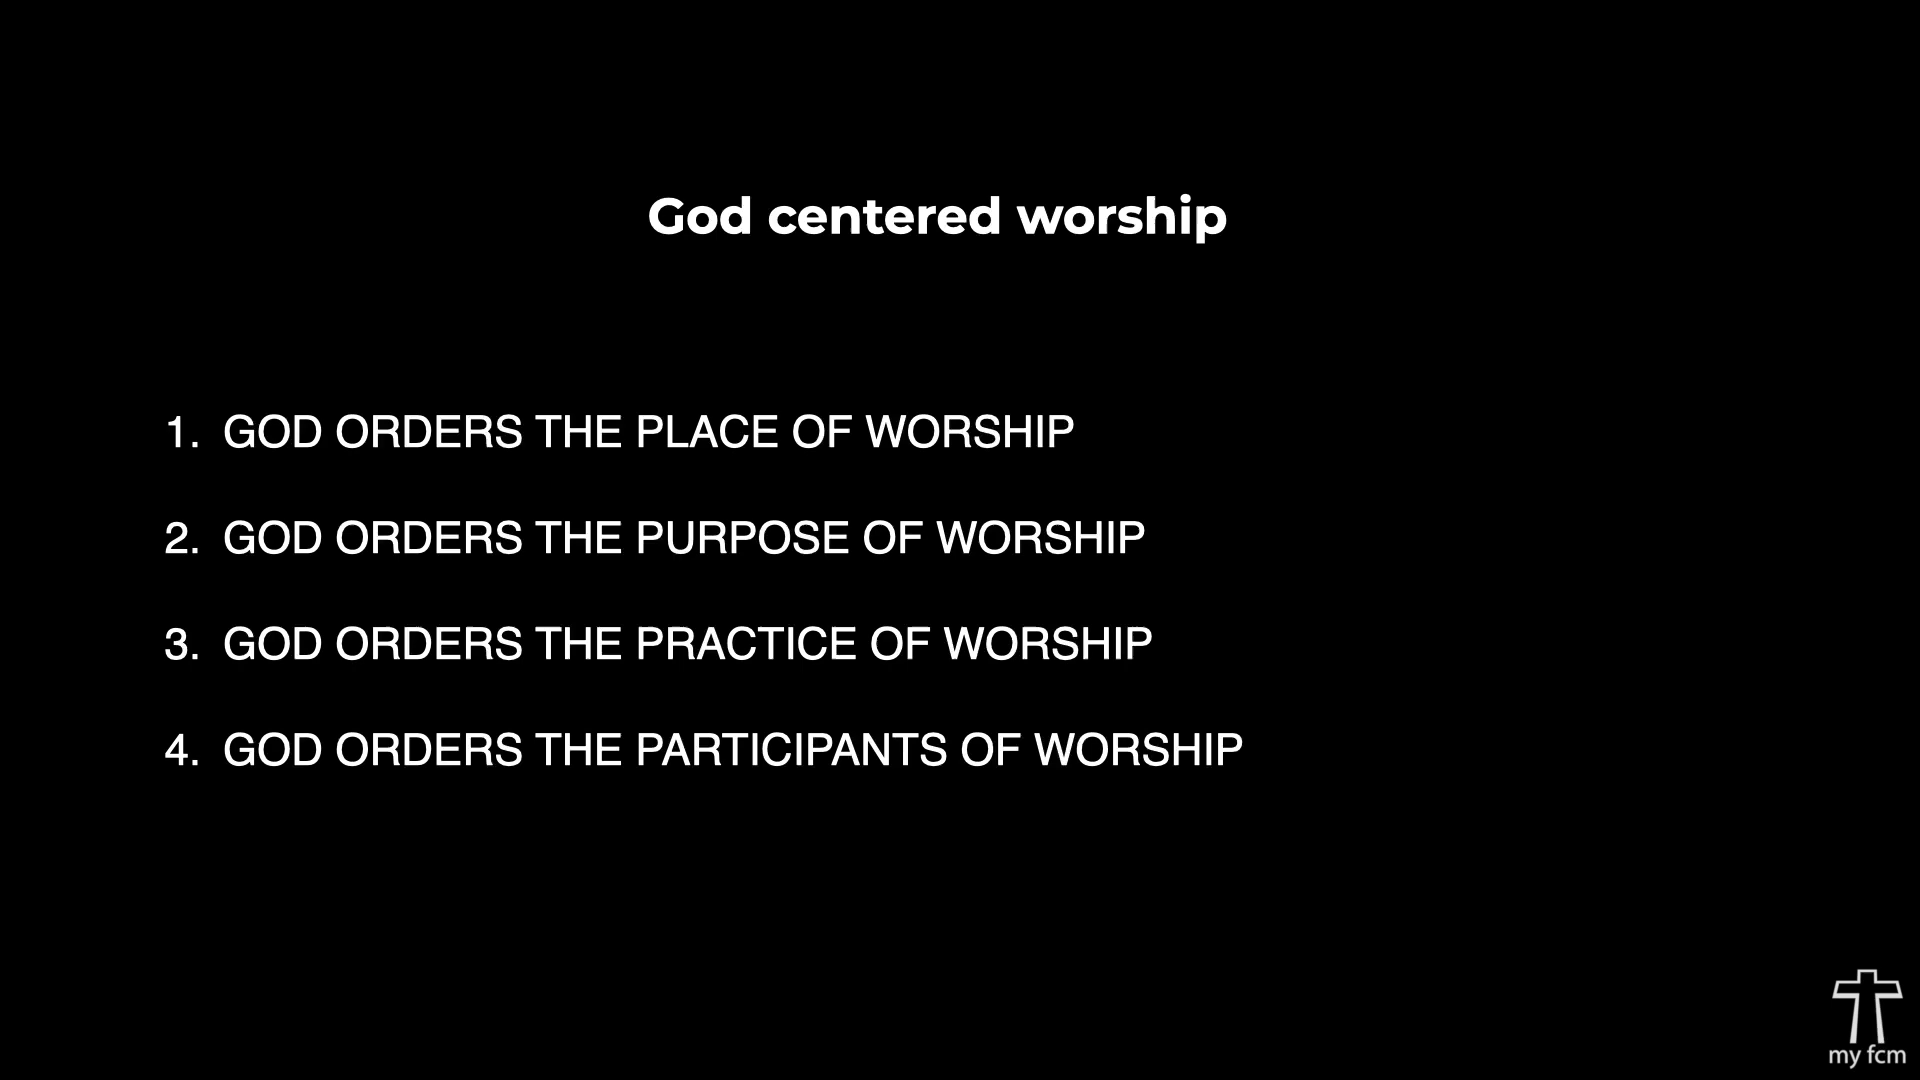 God centered worship
1. GOD ORDERS THE PLACE OF WORSHIP
2. GOD ORDERS THE PURPOSE OF WORSHIP
3. GOD ORDERS THE PRACTICE OF WORSHIP
4. GOD ORDERS THE PARTICIPANTS OF WORSHIP
my fcm